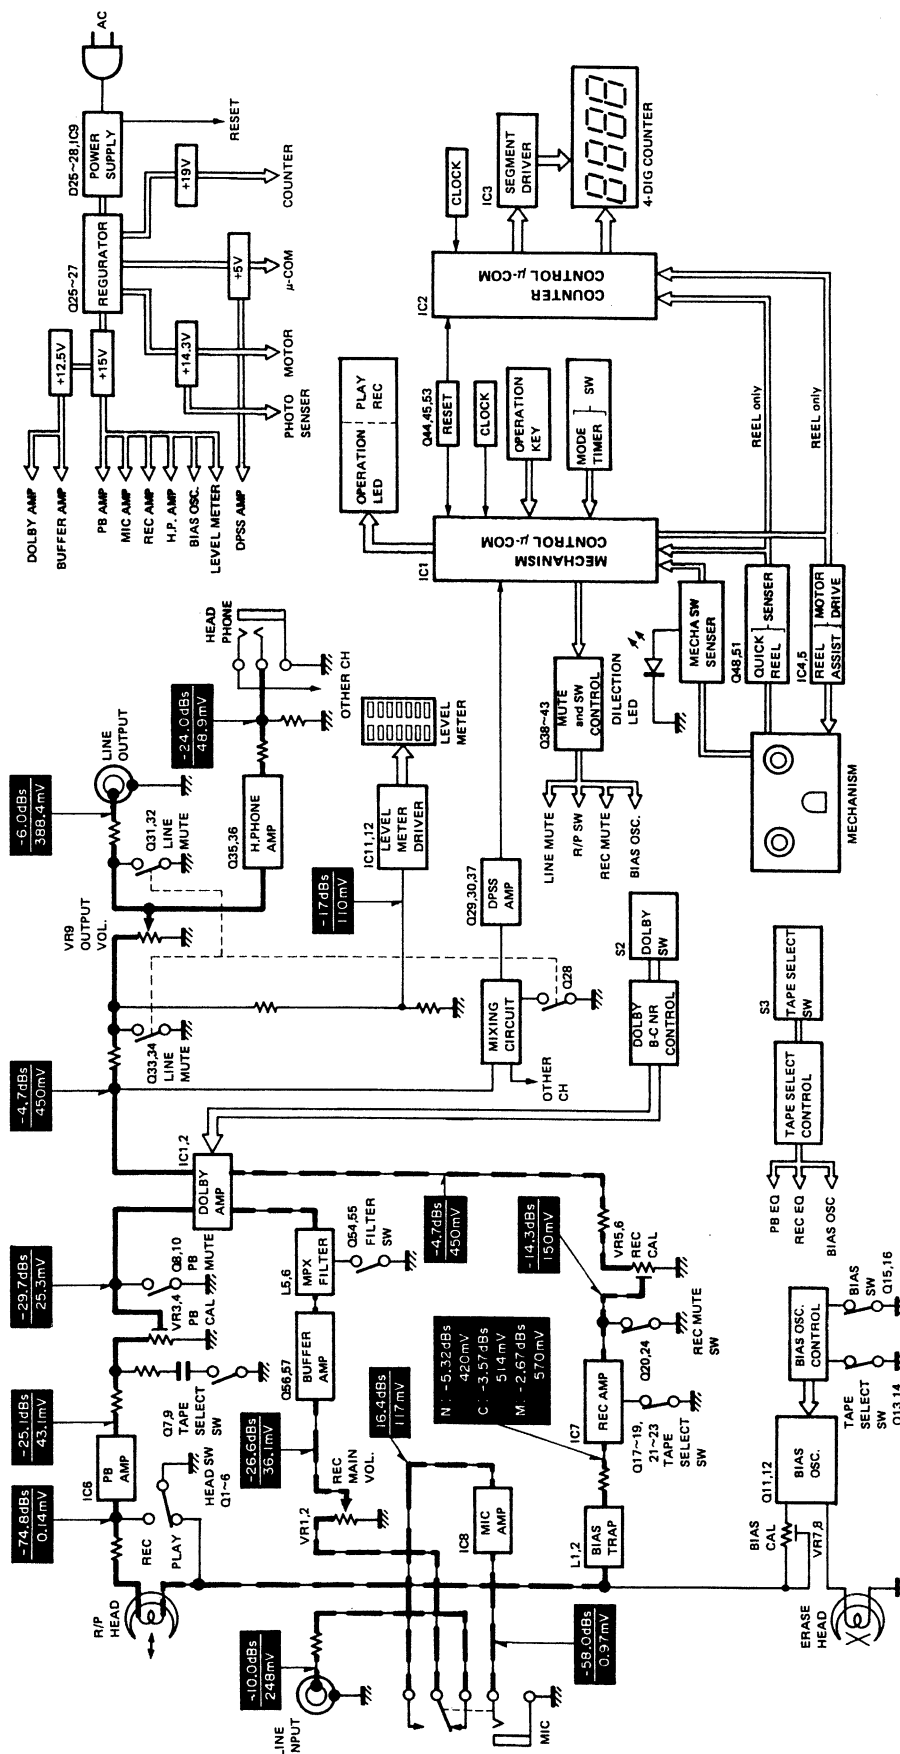 R/P
HEAD
-74.8dBs
0.14mV
REC
PLAY
HEAD SW
Q1~6
IC6
PB
AMP
-25.1dBs
43.1mV
Q7,9
TAPE
SELECT
SW
VR3,4
PB
CAL
-29.7dBs
25.3mV
Q8,10
PB
MUTE
IC1,2
DOLBY
AMP
-4.7dBs
450mV
Q33,34
LINE
MUTE
VR9
OUTPUT
VOL.
Q31,32
LINE
MUTE
-6.0dBs
388.4mV
LINE
OUTPUT
Q35,36
H.PHONE
AMP
-24.0dBs
48.9mV
HEAD
PHONE
OTHER CH
LINE
INPUT
-10.0dBs
248mV
VR1,2
REC
MAIN
VOL.
-26.6dBs
36.1mV
Q56,57
BUFFER
AMP
L5,6
MPX
FILTER
Q54,55
FILTER
SW
-17dBs
110mV
IC11,12
LEVEL
METER
DRIVER
LEVEL
METER
MIXING
CIRCUIT
OTHER
CH
Q28
Q29,30,37
DPSS
AMP
MIC
-58.0dBs
0.97mV
IC8
MIC
AMP
-16.4dBs
117mV
L1,2
BIAS
TRAP
N : -5.32dBs
420mV
C : -3.57dBs
514mV
M : -2.67dBs
570mV
IC7
REC AMP
Q17~19,
21~23
TAPE
SELECT
SW
Q20,24
REC MUTE
SW
-14.3dBs
150mV
VR5,6
REC
CAL
-4.7dBs
450mV
DOLBY
B-C NR
CONTROL
S2
DOLBY
SW
ERASE
HEAD
BIAS
CAL
VR7,8
Q11,12
BIAS
OSC.
BIAS OSC.
CONTROL
TAPE
SELECT
SW
Q13,14
BIAS
SW
Q15,16
PB EQ
REC EQ
BIAS OSC
TAPE SELECT
CONTROL
S3
TAPE SELECT
SW
DOLBY AMP
BUFFER AMP
PB AMP
MIC AMP
REC AMP
H.P. AMP
BIAS OSC.
LEVEL METER
DPSS AMP
+12.5V
+15V
Q25~27
REGURATOR
D25~28,IC9
POWER
SUPPLY
AC
RESET
+14.3V
+19V
+5V
PHOTO
SENSER
MOTOR
μ-COM
COUNTER
OPERATION
LED
PLAY
REC
IC1
MECHANISM
CONTROL μ-COM
Q44,45,53
RESET
CLOCK
OPERATION
KEY
MODE
TIMER
SW
IC2
COUNTER
CONTROL μ-COM
CLOCK
IC3
SEGMENT
DRIVER
8888
4-DIG COUNTER
LINE MUTE
R/P SW
REC MUTE
BIAS OSC.
Q38~43
MUTE
and SW
CONTROL
DILECTION
LED
MECHA SW
SENSER
Q48,51
QUICK
REEL
SENSER
IC4,5
REEL
ASSIST
MOTOR
DRIVE
REEL only
REEL only
MECHANISM